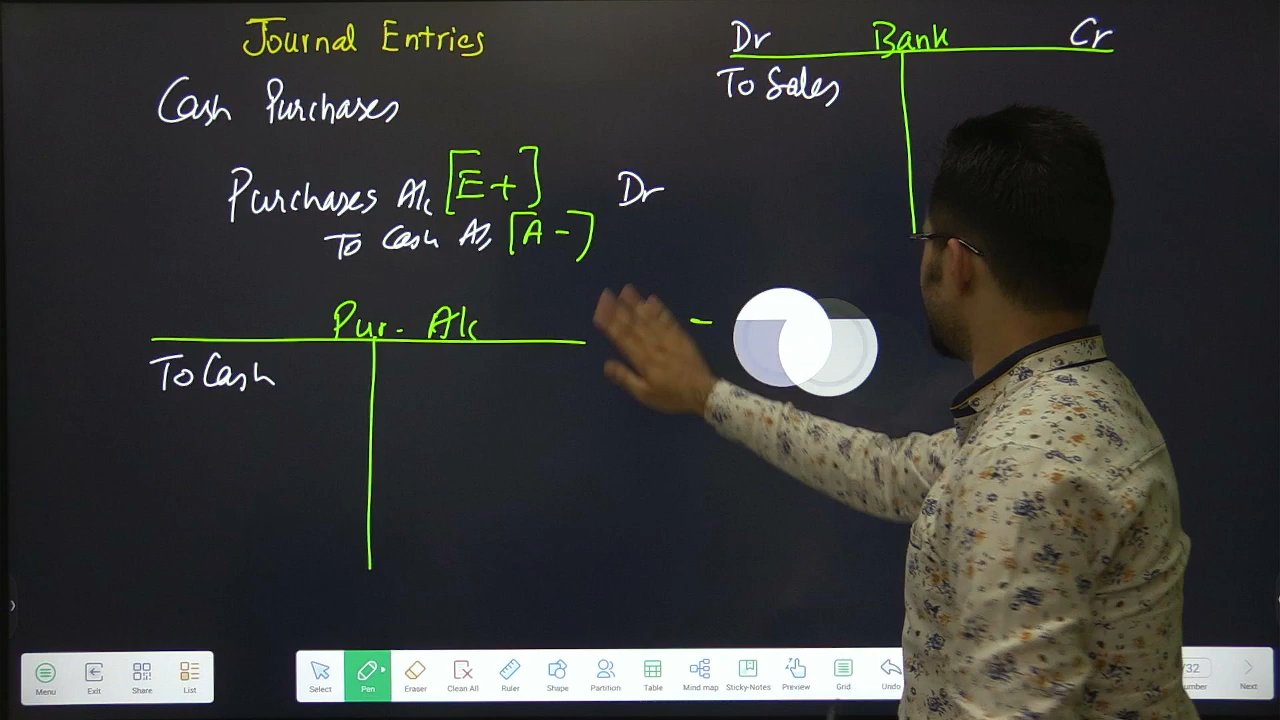 Journal Entries
Cash Purchases
Purchases A/c [E+] Dr
To Cash A/c [A -]
Pur. A/c
To Cash
Dr Bank Cr
To Sales
-
Menu Exit Share List
Select Pen Eraser Clean All Ruler Shape Partition Table Mind map Sticky-Notes Preview Grid Undo
/32
Next